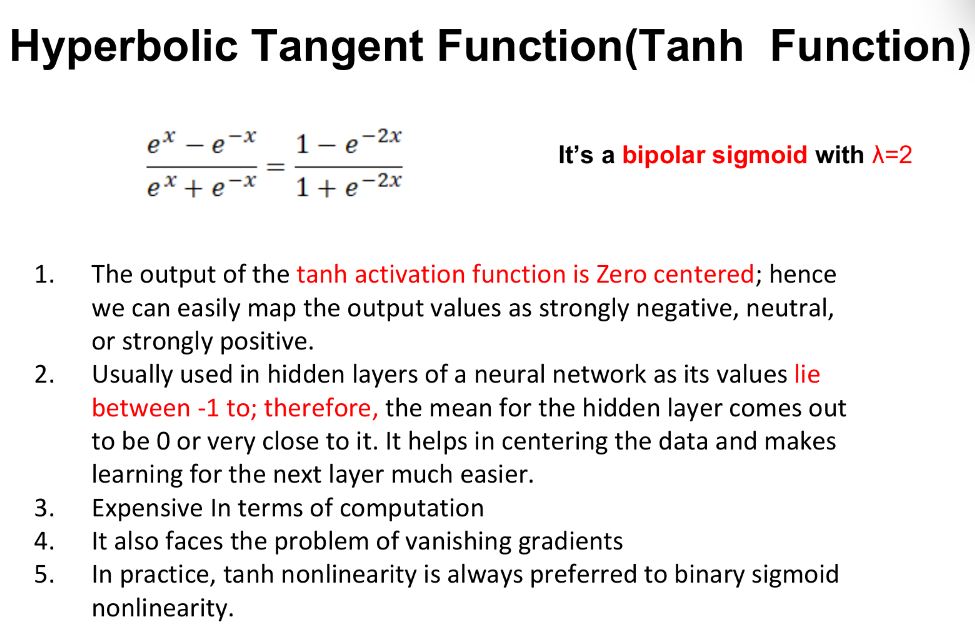 Hyperbolic Tangent Function(Tanh  Function)
e^x − e^−x / e^x + e^−x = 1 − e^−2x / 1 + e^−2x
It’s a bipolar sigmoid with λ=2
1. The output of the tanh activation function is Zero centered; hence
we can easily map the output values as strongly negative, neutral,
or strongly positive.
2. Usually used in hidden layers of a neural network as its values lie
between -1 to; therefore, the mean for the hidden layer comes out
to be 0 or very close to it. It helps in centering the data and makes
learning for the next layer much easier.
3. Expensive In terms of computation
4. It also faces the problem of vanishing gradients
5. In practice, tanh nonlinearity is always preferred to binary sigmoid
nonlinearity.